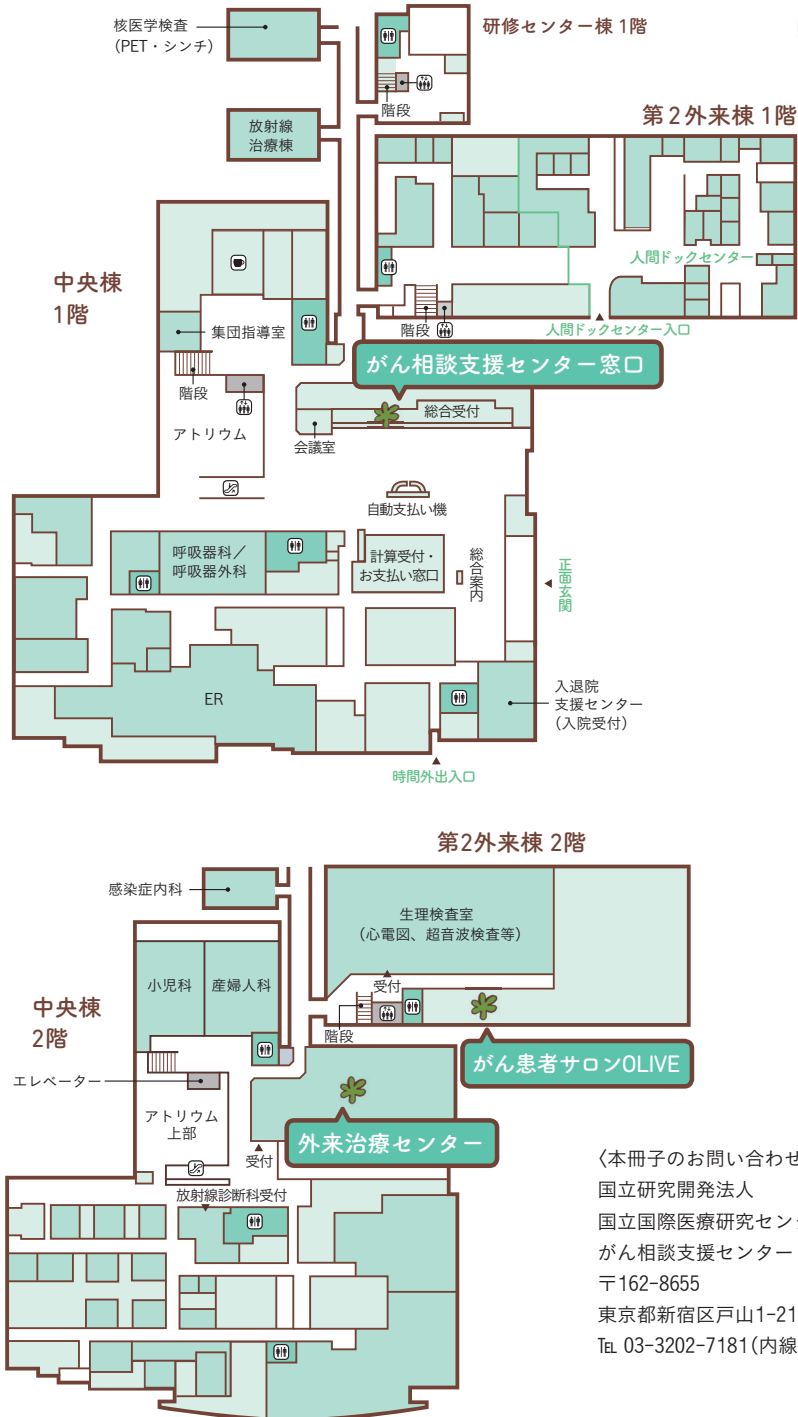 核医学検査
(PET・シンチ)
研修センター棟 1階
階段
放射線
治療棟
第2外来棟 1階
中央棟
1階
集団指導室
階段
アトリウム
人間ドックセンター
階段
人間ドックセンター入口
がん相談支援センター窓口
総合受付
会議室
自動支払い機
呼吸器科/
呼吸器外科
計算受付・
お支払い窓口
総合案内
正面玄関
ER
入退院
支援センター
(入院受付)
時間外出入口
第2外来棟 2階
感染症内科
生理検査室
(心電図、超音波検査等)
受付
階段
中央棟
2階
小児科
産婦人科
がん患者サロンOLIVE
エレベーター
アトリウム
上部
外来治療センター
受付
放射線診断科受付
〈本冊子のお問い合わせ
国立研究開発法人
国立国際医療研究セン
がん相談支援センター
〒162-8655
東京都新宿区戸山1-21
℡ 03-3202-7181(内線